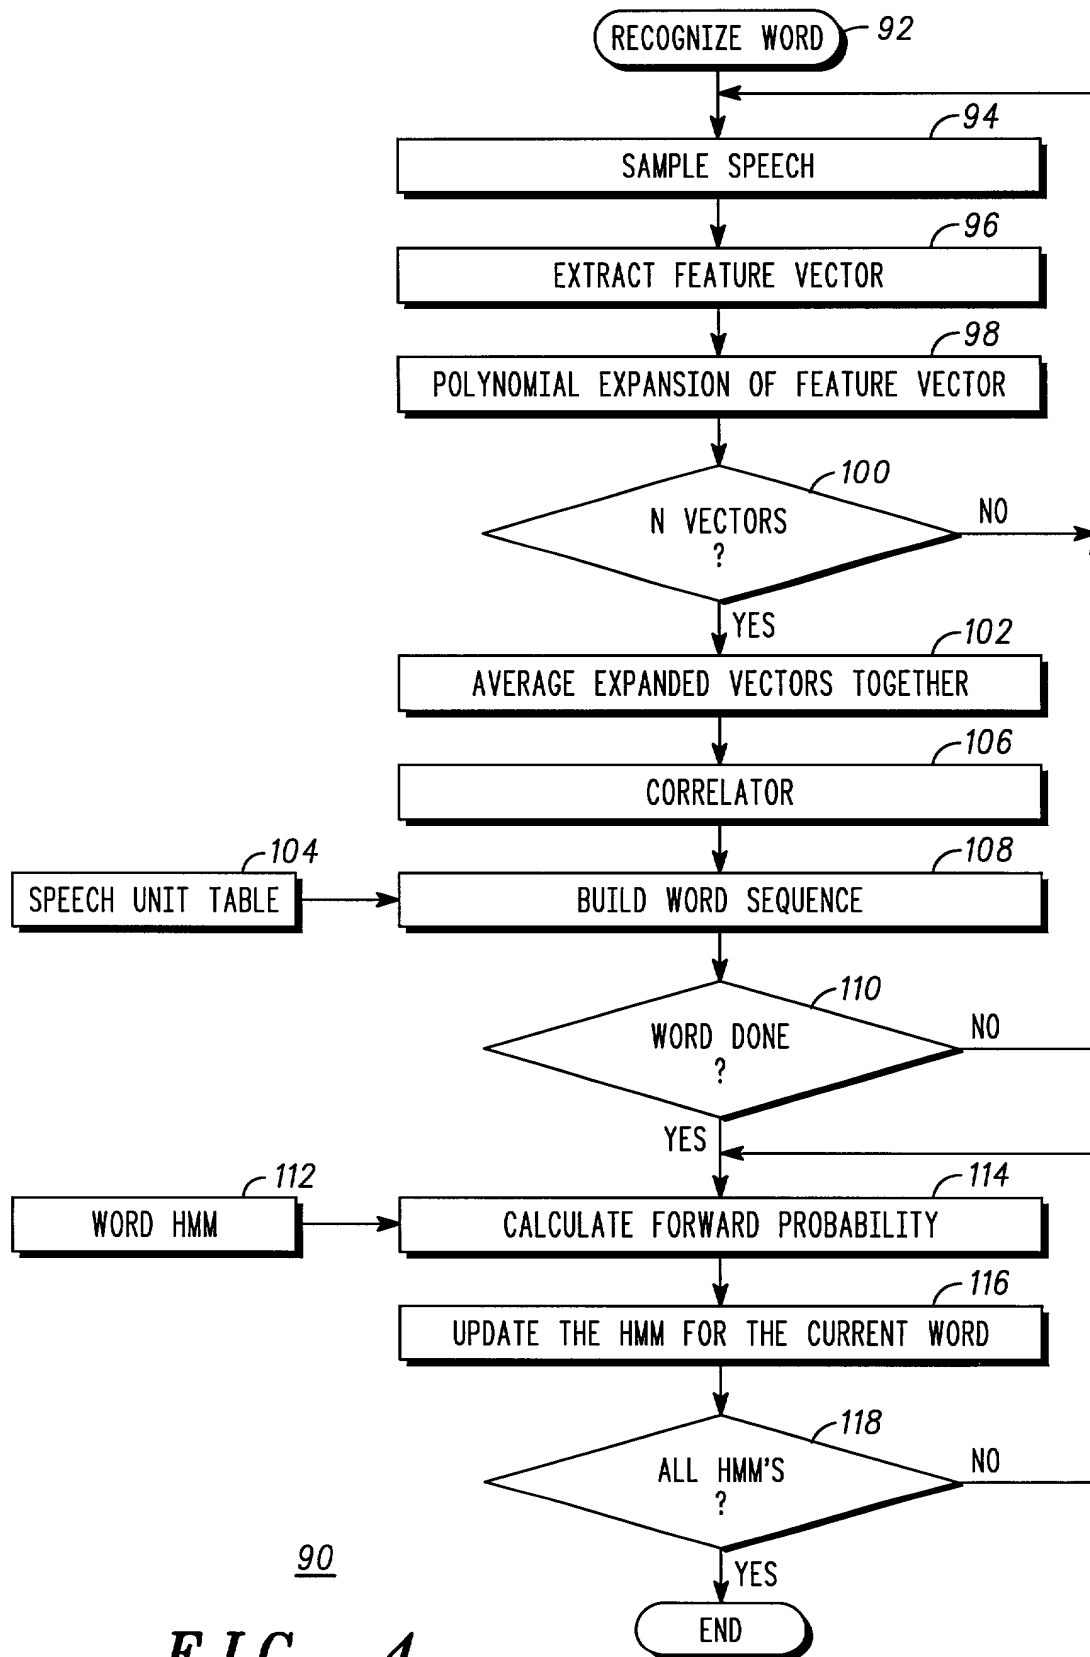 RECOGNIZE WORD
92
94
SAMPLE SPEECH
96
EXTRACT FEATURE VECTOR
98
POLYNOMIAL EXPANSION OF FEATURE VECTOR
100
N VECTORS
?
NO
YES
102
AVERAGE EXPANDED VECTORS TOGETHER
106
CORRELATOR
104
SPEECH UNIT TABLE
108
BUILD WORD SEQUENCE
110
WORD DONE
?
NO
YES
112
WORD HMM
114
CALCULATE FORWARD PROBABILITY
116
UPDATE THE HMM FOR THE CURRENT WORD
118
ALL HMM'S
?
NO
YES
90
END
FIG. 4